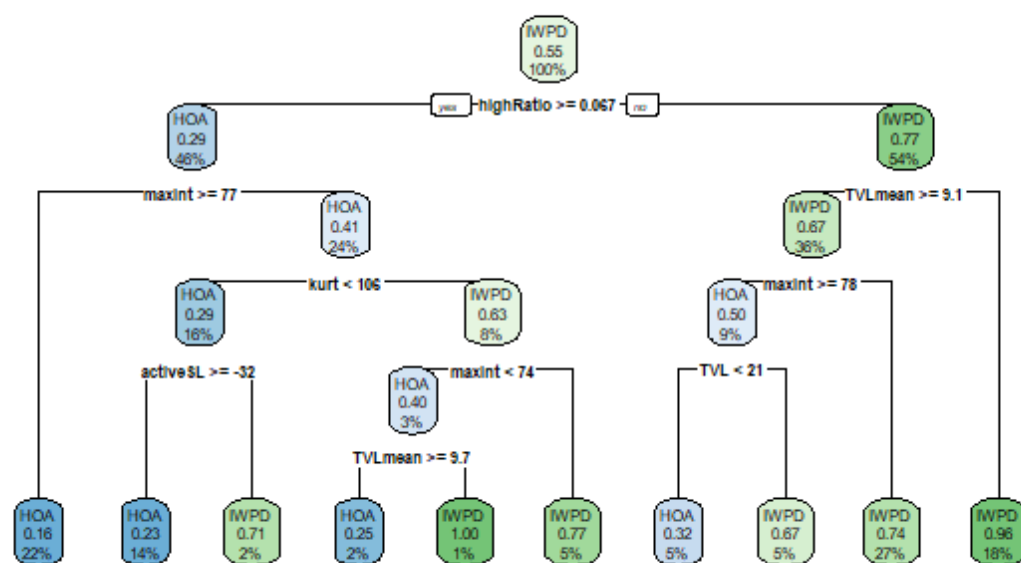 IWPD
0.55
100%
yes highRatio >= 0.067 no
HOA
0.29
46%
IWPD
0.77
54%
maxInt >= 77
TVLmean >= 9.1
HOA
0.41
24%
IWPD
0.67
36%
kurt < 106
maxInt >= 78
HOA
0.29
16%
IWPD
0.63
8%
HOA
0.50
9%
activeSL >= -32
maxInt < 74
TVL < 21
HOA
0.40
3%
TVLmean >= 9.7
HOA
0.16
22%
HOA
0.23
14%
IWPD
0.71
2%
HOA
0.25
2%
IWPD
1.00
1%
IWPD
0.77
5%
HOA
0.32
5%
IWPD
0.67
5%
IWPD
0.74
27%
IWPD
0.96
18%